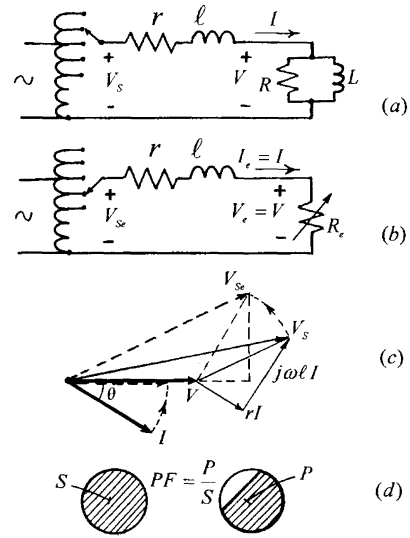 r ℓ I
+ + R L
~ V_S V
− − (a)
r ℓ I_e = I
+ +
~ V_Se V_e = V R_e
− − (b)
V_Se
V_S
(c)
θ V jωℓI
rI
I
S PF = P/S P (d)